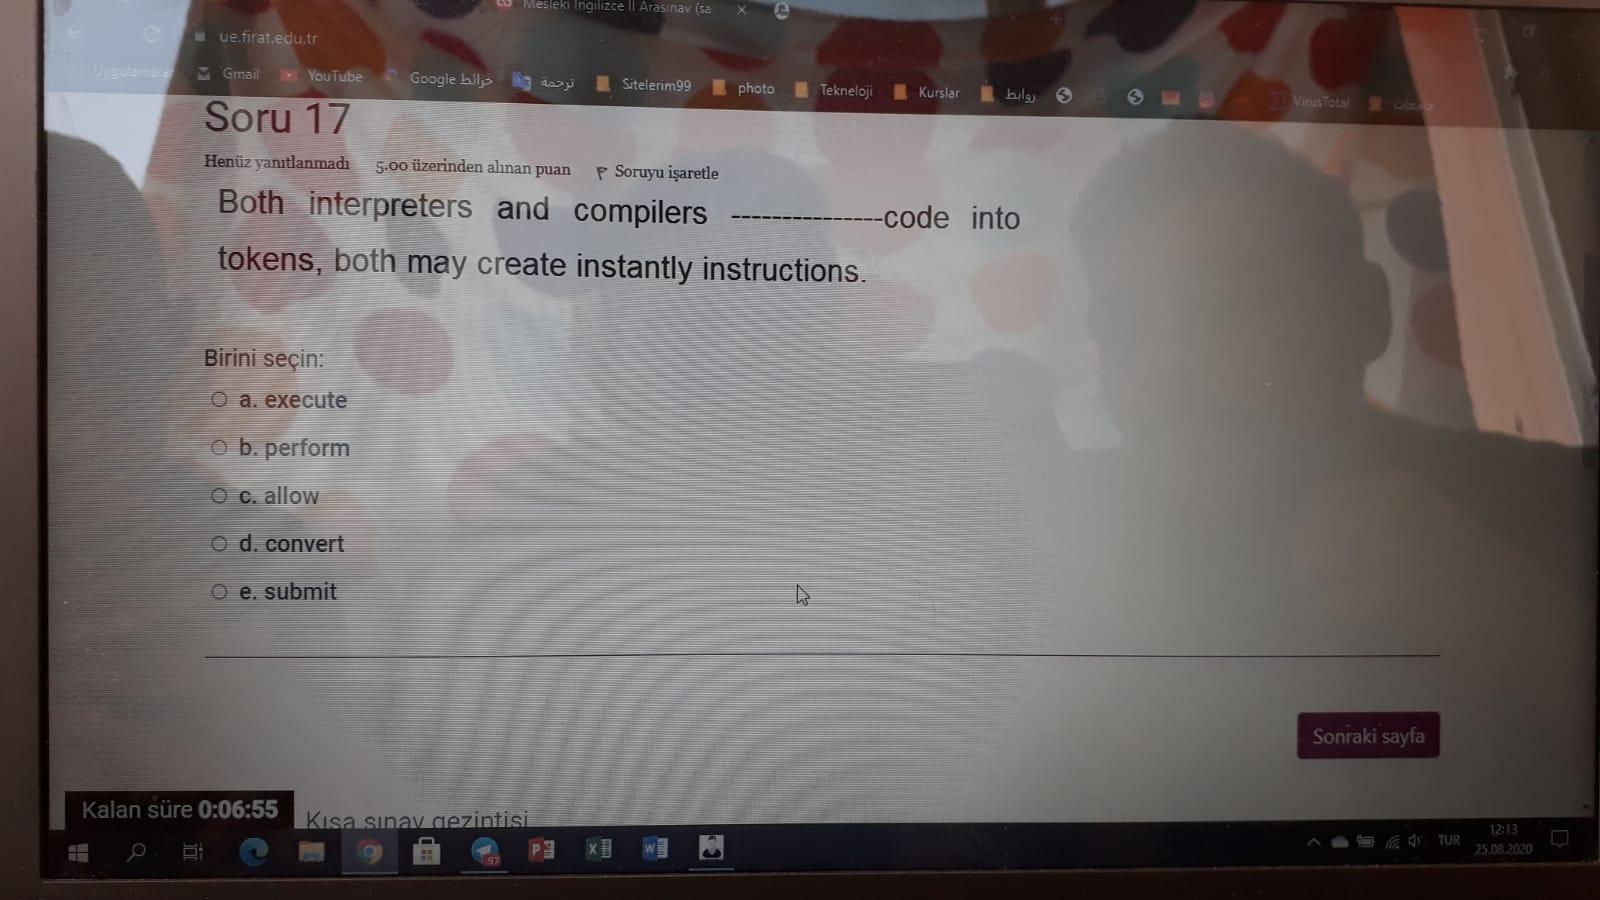 Mesleki İngilizce II Arasınav (sa
ue.firat.edu.tr
Uygulamalar Gmail YouTube خرائط Google ترجمة Sitelerim99 photo Tekneloji Kurslar روابط VirusTotal
Soru 17
Henüz yanıtlanmadı 5.00 üzerinden alınan puan Soruyu işaretle
Both interpreters and compilers ---------------code into
tokens, both may create instantly instructions.
Birini seçin:
a. execute
b. perform
c. allow
d. convert
e. submit
Sonraki sayfa
Kalan süre 0:06:55
Kısa sınav gezintisi
97
TUR
12:13
25.08.2020